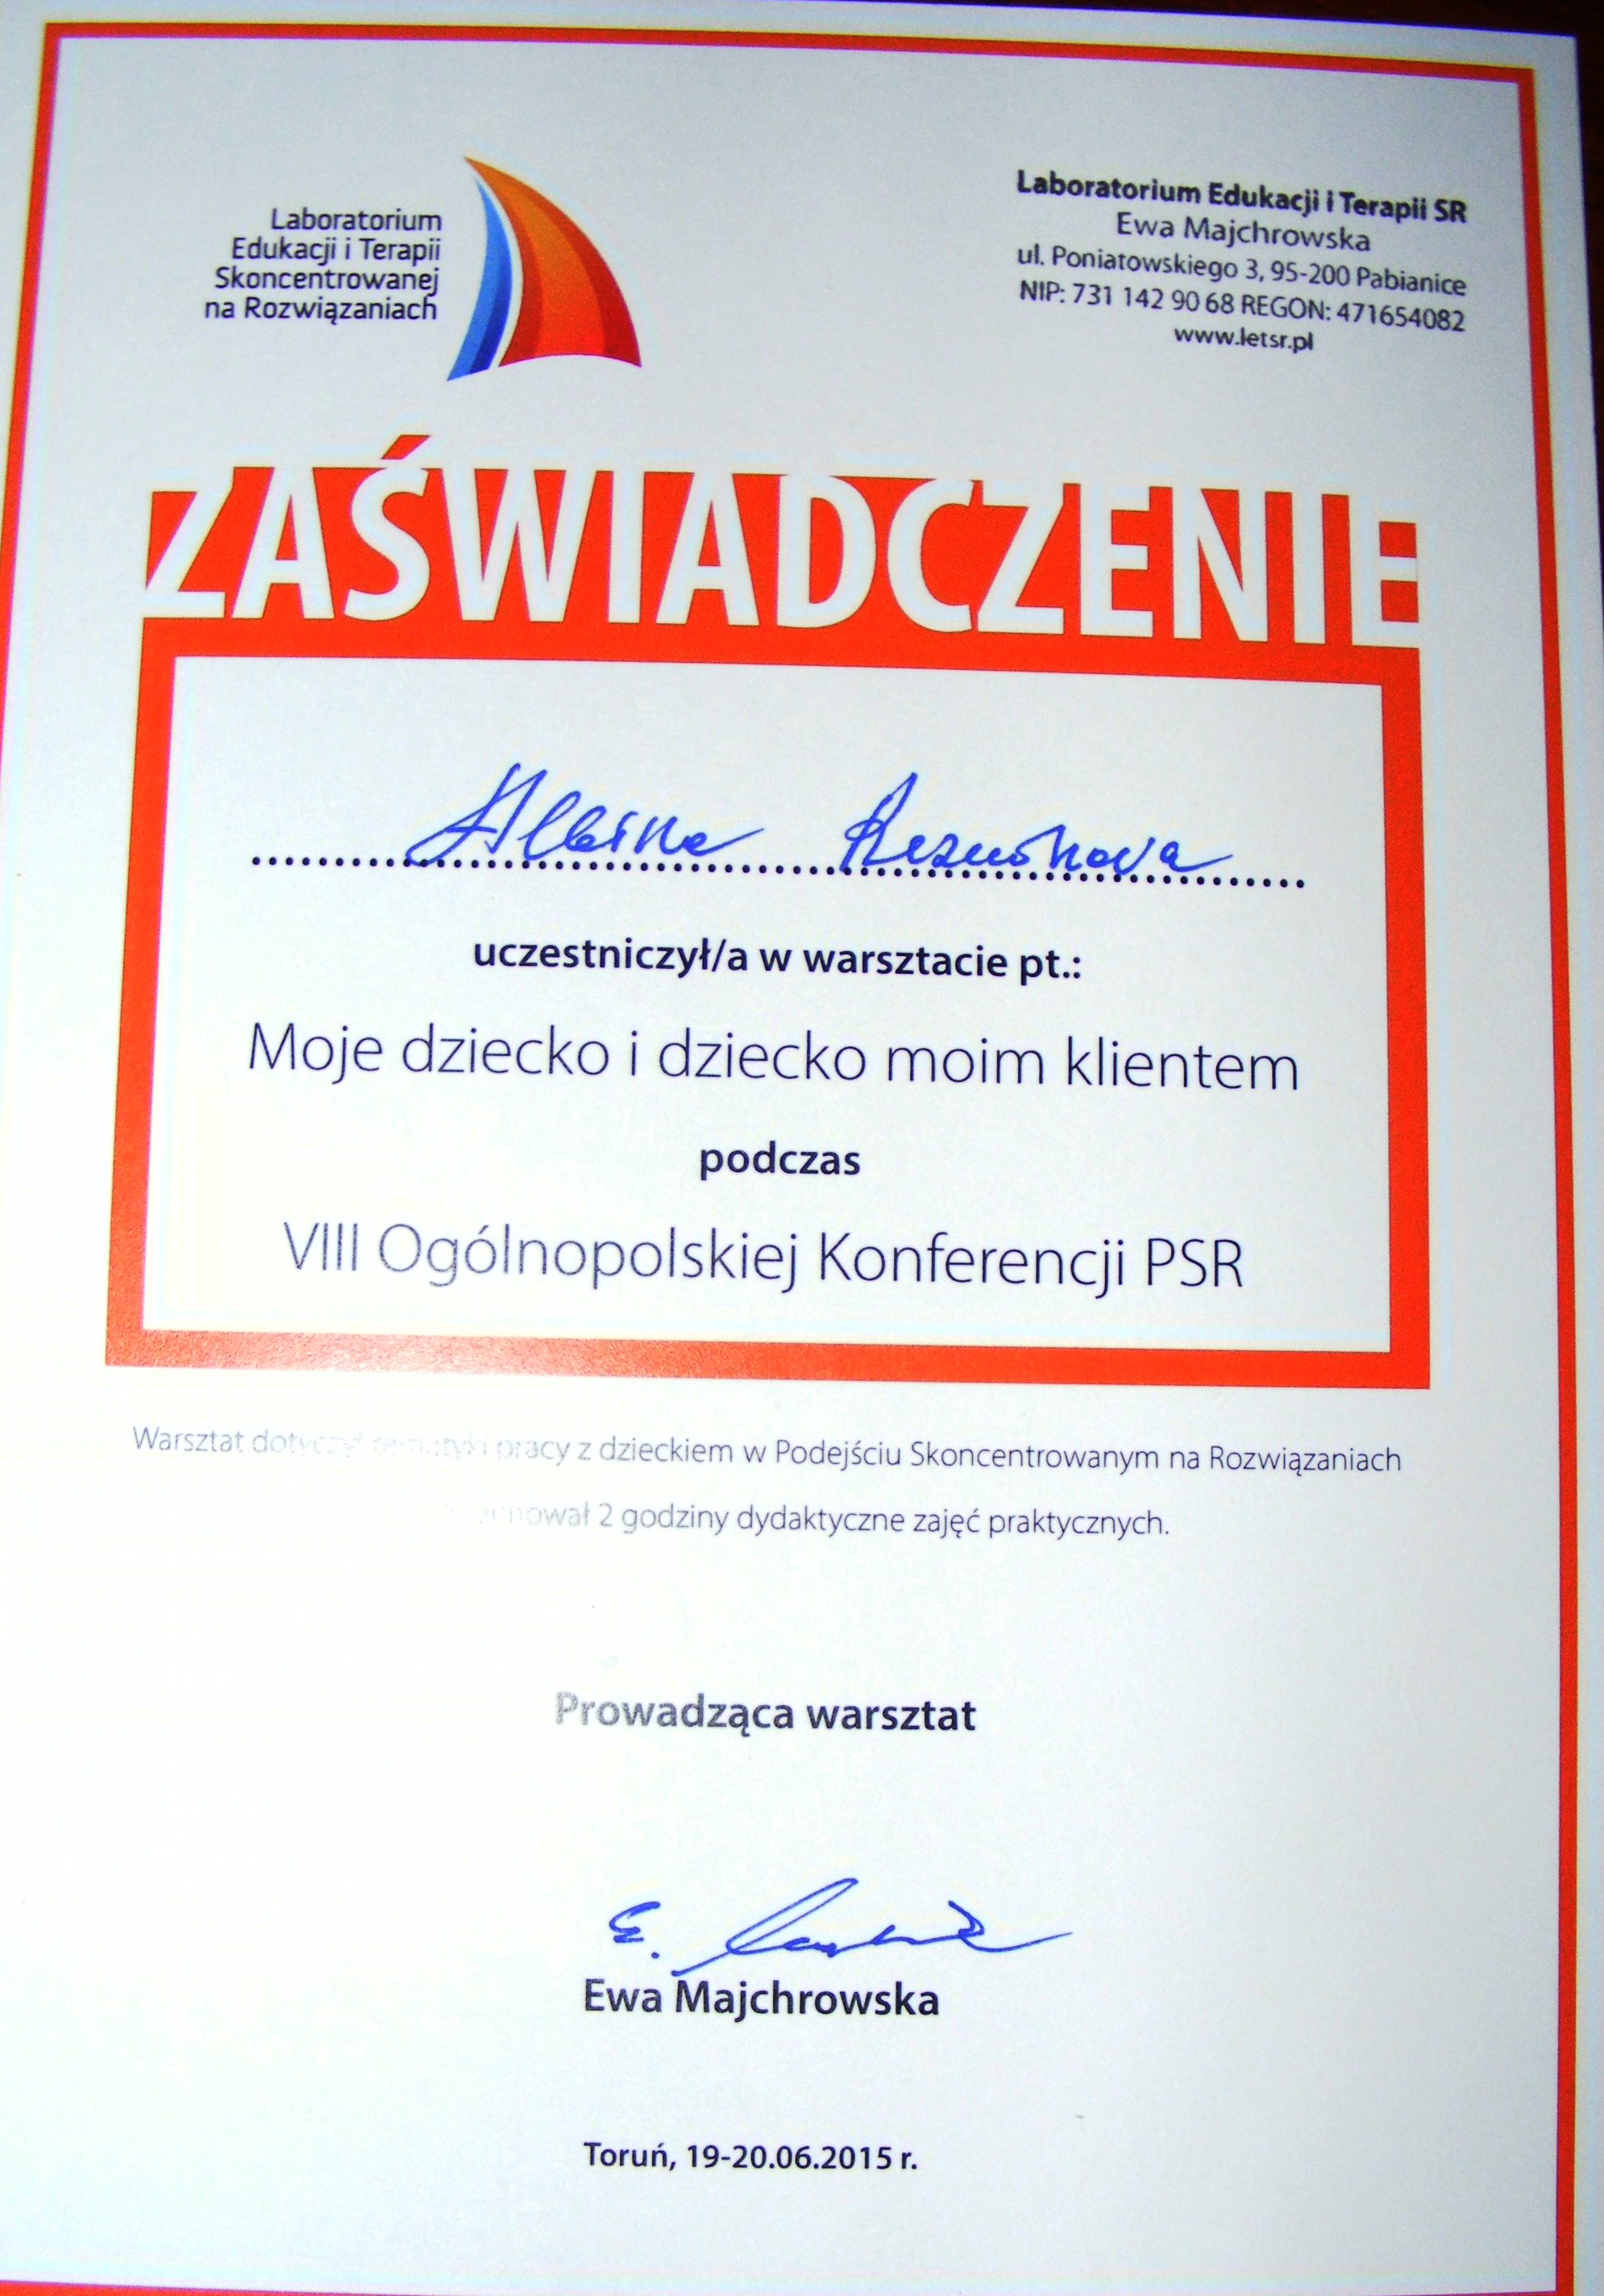 Laboratorium
Edukacji i Terapii
Skoncentrowanej
na Rozwiązaniach
Laboratorium Edukacji i Terapii SR
Ewa Majchrowska
ul. Poniatowskiego 3, 95-200 Pabianice
NIP: 731 142 90 68 REGON: 471654082
www.letsr.pl
ZAŚWIADCZENIE
Albina
uczestniczył/a w warsztacie pt.:
Moje dziecko i dziecko moim klientem
podczas
VIII Ogólnopolskiej Konferencji PSR
Warsztat dotyczył tematyki pracy z dzieckiem w Podejściu Skoncentrowanym na Rozwiązaniach
2 godziny dydaktyczne zajęć praktycznych.
Prowadząca warsztat
Ewa Majchrowska
Toruń, 19-20.06.2015 r.